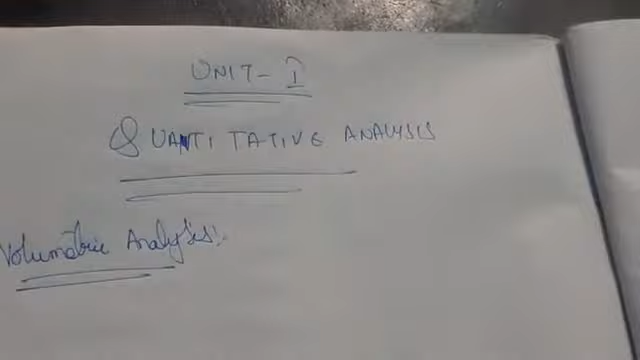 UNIT - I
QUANTITATIVE ANALYSIS
Volumetric Analysis:-